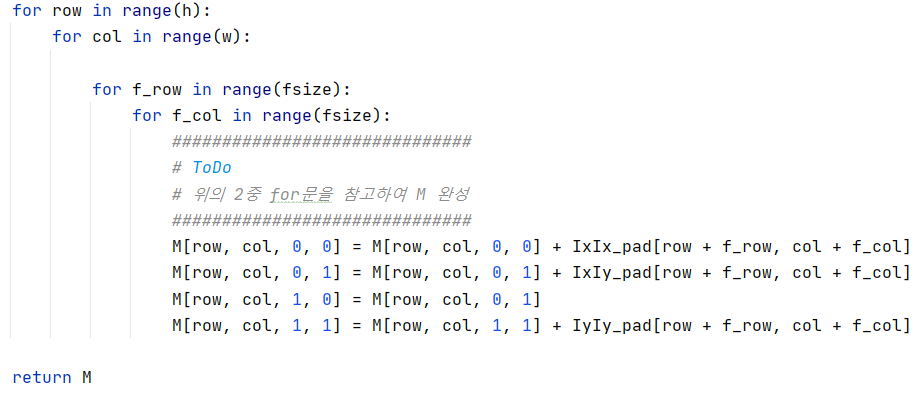 for row in range(h):
for col in range(w):
for f_row in range(fsize):
for f_col in range(fsize):
##############################
# ToDo
# 위의 2중 for문을 참고하여 M 완성
##############################
M[row, col, 0, 0] = M[row, col, 0, 0] + IxIx_pad[row + f_row, col + f_col]
M[row, col, 0, 1] = M[row, col, 0, 1] + IxIy_pad[row + f_row, col + f_col]
M[row, col, 1, 0] = M[row, col, 0, 1]
M[row, col, 1, 1] = M[row, col, 1, 1] + IyIy_pad[row + f_row, col + f_col]
return M